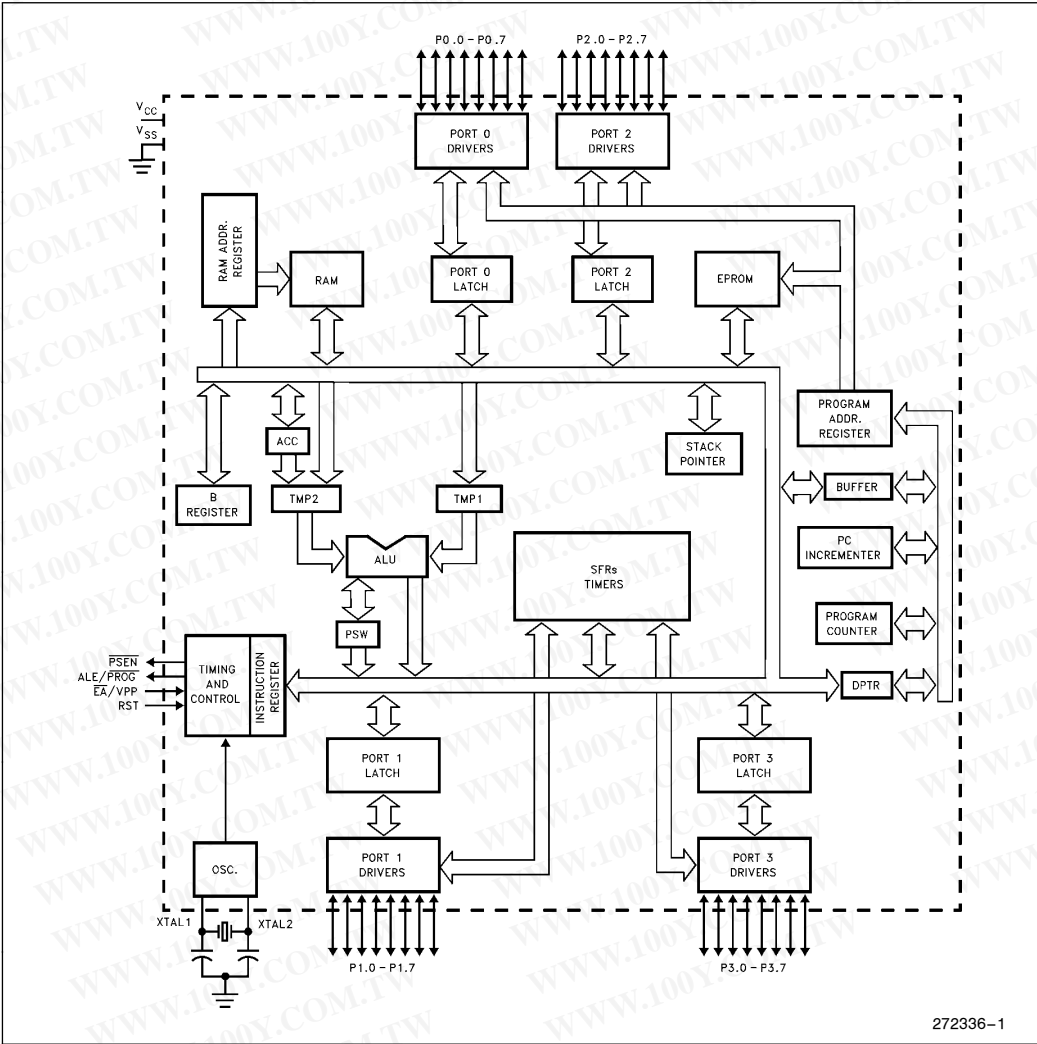 P0.0 – P0.7
P2.0 – P2.7
VCC
VSS
PORT 0
DRIVERS
PORT 2
DRIVERS
RAM ADDR.
REGISTER
RAM
PORT 0
LATCH
PORT 2
LATCH
EPROM
PROGRAM
ADDR.
REGISTER
ACC
STACK
POINTER
B
REGISTER
TMP2
TMP1
BUFFER
ALU
SFRs
TIMERS
PC
INCREMENTER
PSW
PROGRAM
COUNTER
PSEN
ALE/PROG
EA/VPP
RST
TIMING
AND
CONTROL
INSTRUCTION
REGISTER
DPTR
PORT 1
LATCH
PORT 3
LATCH
OSC.
PORT 1
DRIVERS
PORT 3
DRIVERS
XTAL1
XTAL2
P1.0 – P1.7
P3.0 – P3.7
272336–1
WWW.100Y.COM.TW